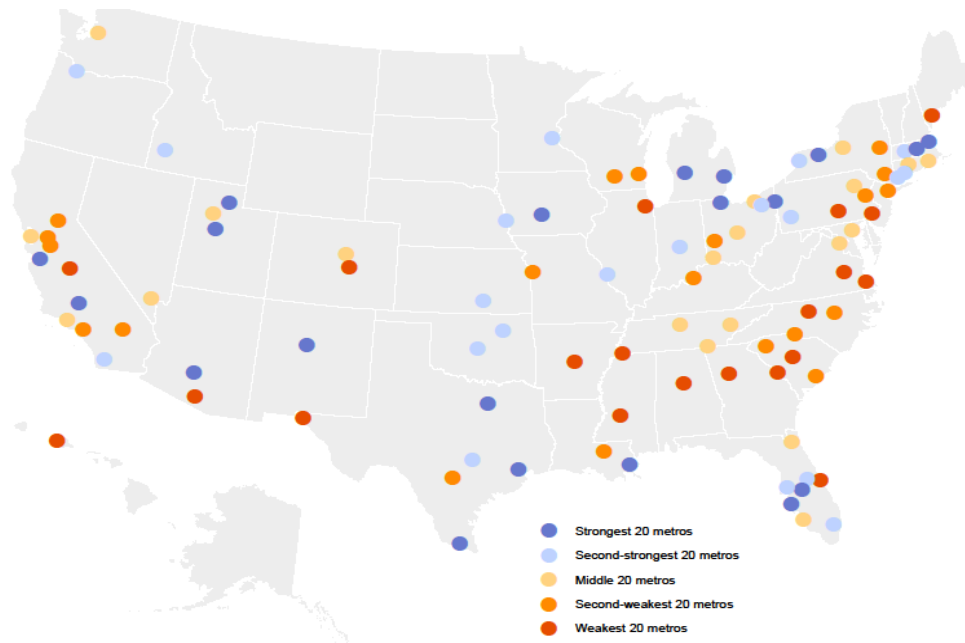 Strongest 20 metros
Second-strongest 20 metros
Middle 20 metros
Second-weakest 20 metros
Weakest 20 metros